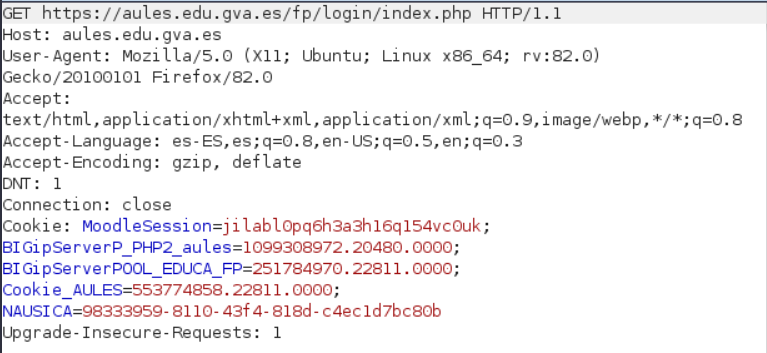 GET https://aules.edu.gva.es/fp/login/index.php HTTP/1.1
Host: aules.edu.gva.es
User-Agent: Mozilla/5.0 (X11; Ubuntu; Linux x86_64; rv:82.0)
Gecko/20100101 Firefox/82.0
Accept:
text/html,application/xhtml+xml,application/xml;q=0.9,image/webp,*/*;q=0.8
Accept-Language: es-ES,es;q=0.8,en-US;q=0.5,en;q=0.3
Accept-Encoding: gzip, deflate
DNT: 1
Connection: close
Cookie: MoodleSession=jilabl0pq6h3a3h16q154vc0uk;
BIGipServerP_PHP2_aules=1099308972.20480.0000;
BIGipServerPOOL_EDUCA_FP=251784970.22811.0000;
Cookie_AULES=553774858.22811.0000;
NAUSICA=98333959-8110-43f4-818d-c4ec1d7bc80b
Upgrade-Insecure-Requests: 1